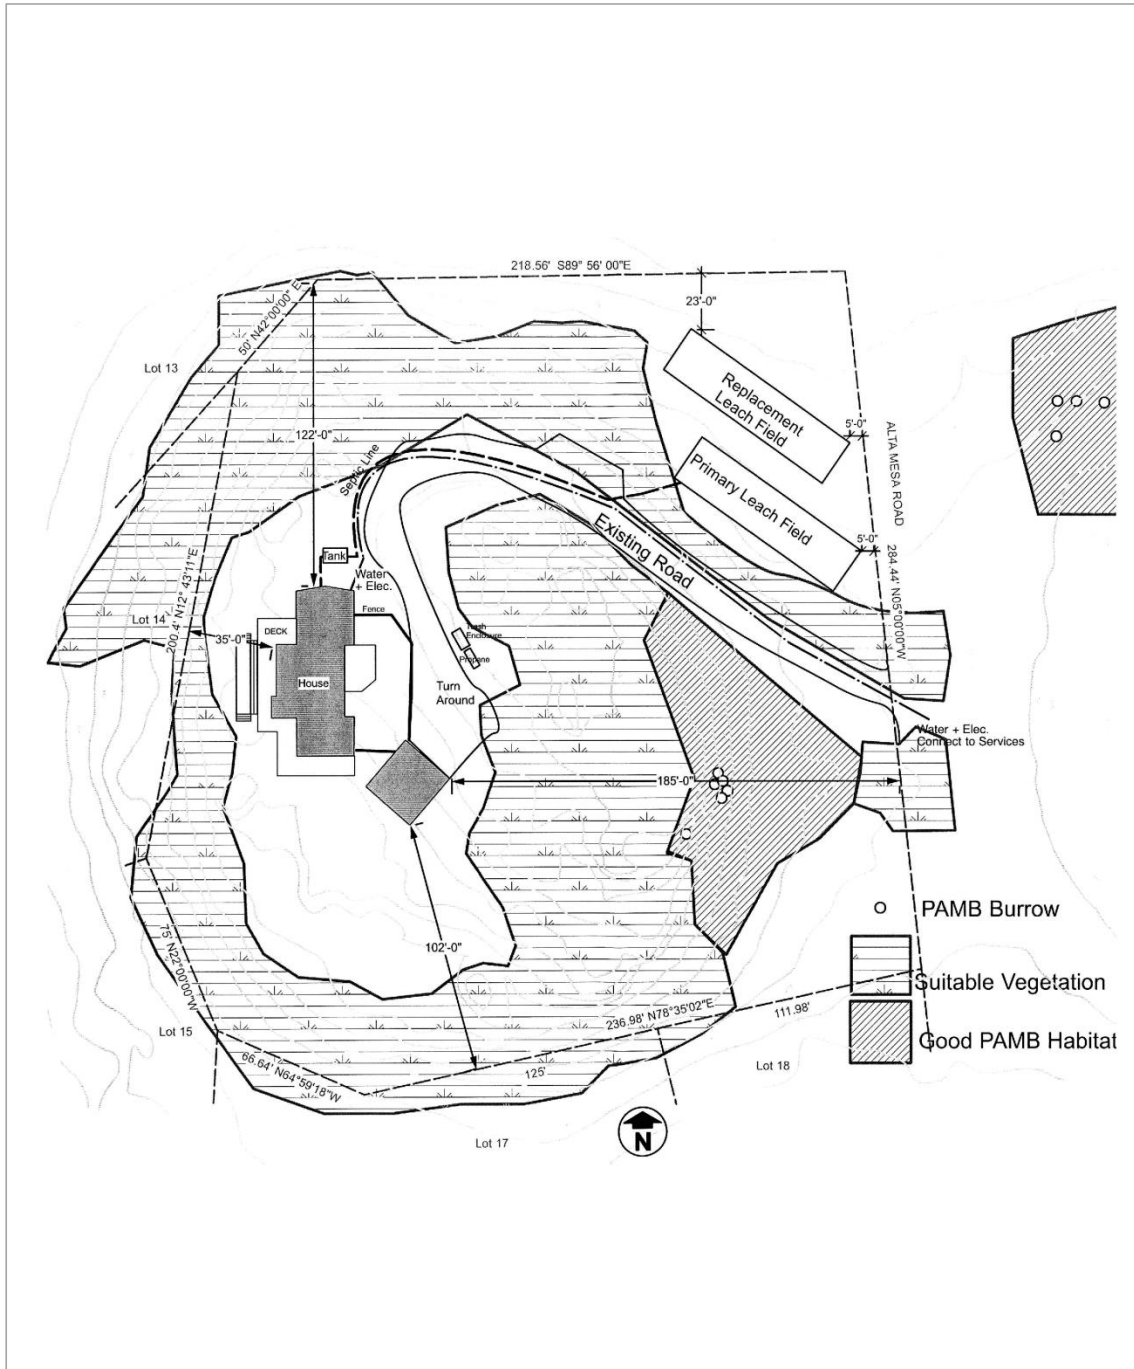 218.56' S89° 56' 00"E
50' N42°00'00" E
23'-0"
Lot 13
Replacement
Leach Field
122'-0"
5'-0"
ALTA MESA ROAD
Septic Line
Primary Leach Field
Existing Road
5'-0"
284.44' N05°00'00"W
200.4' N12° 43'11"E
Tank
Water
+ Elec.
Fence
Lot 14
35'-0"
DECK
Trash
Enclosure
Propane
House
Turn
Around
Water + Elec.
Connect to Services
185'-0"
PAMB Burrow
75' N22°00'00"W
102'-0"
Suitable Vegetation
236.98' N78°35'02"E
111.98'
Lot 15
Good PAMB Habitat
66.64' N64°59'18"W
125'
Lot 18
N
Lot 17